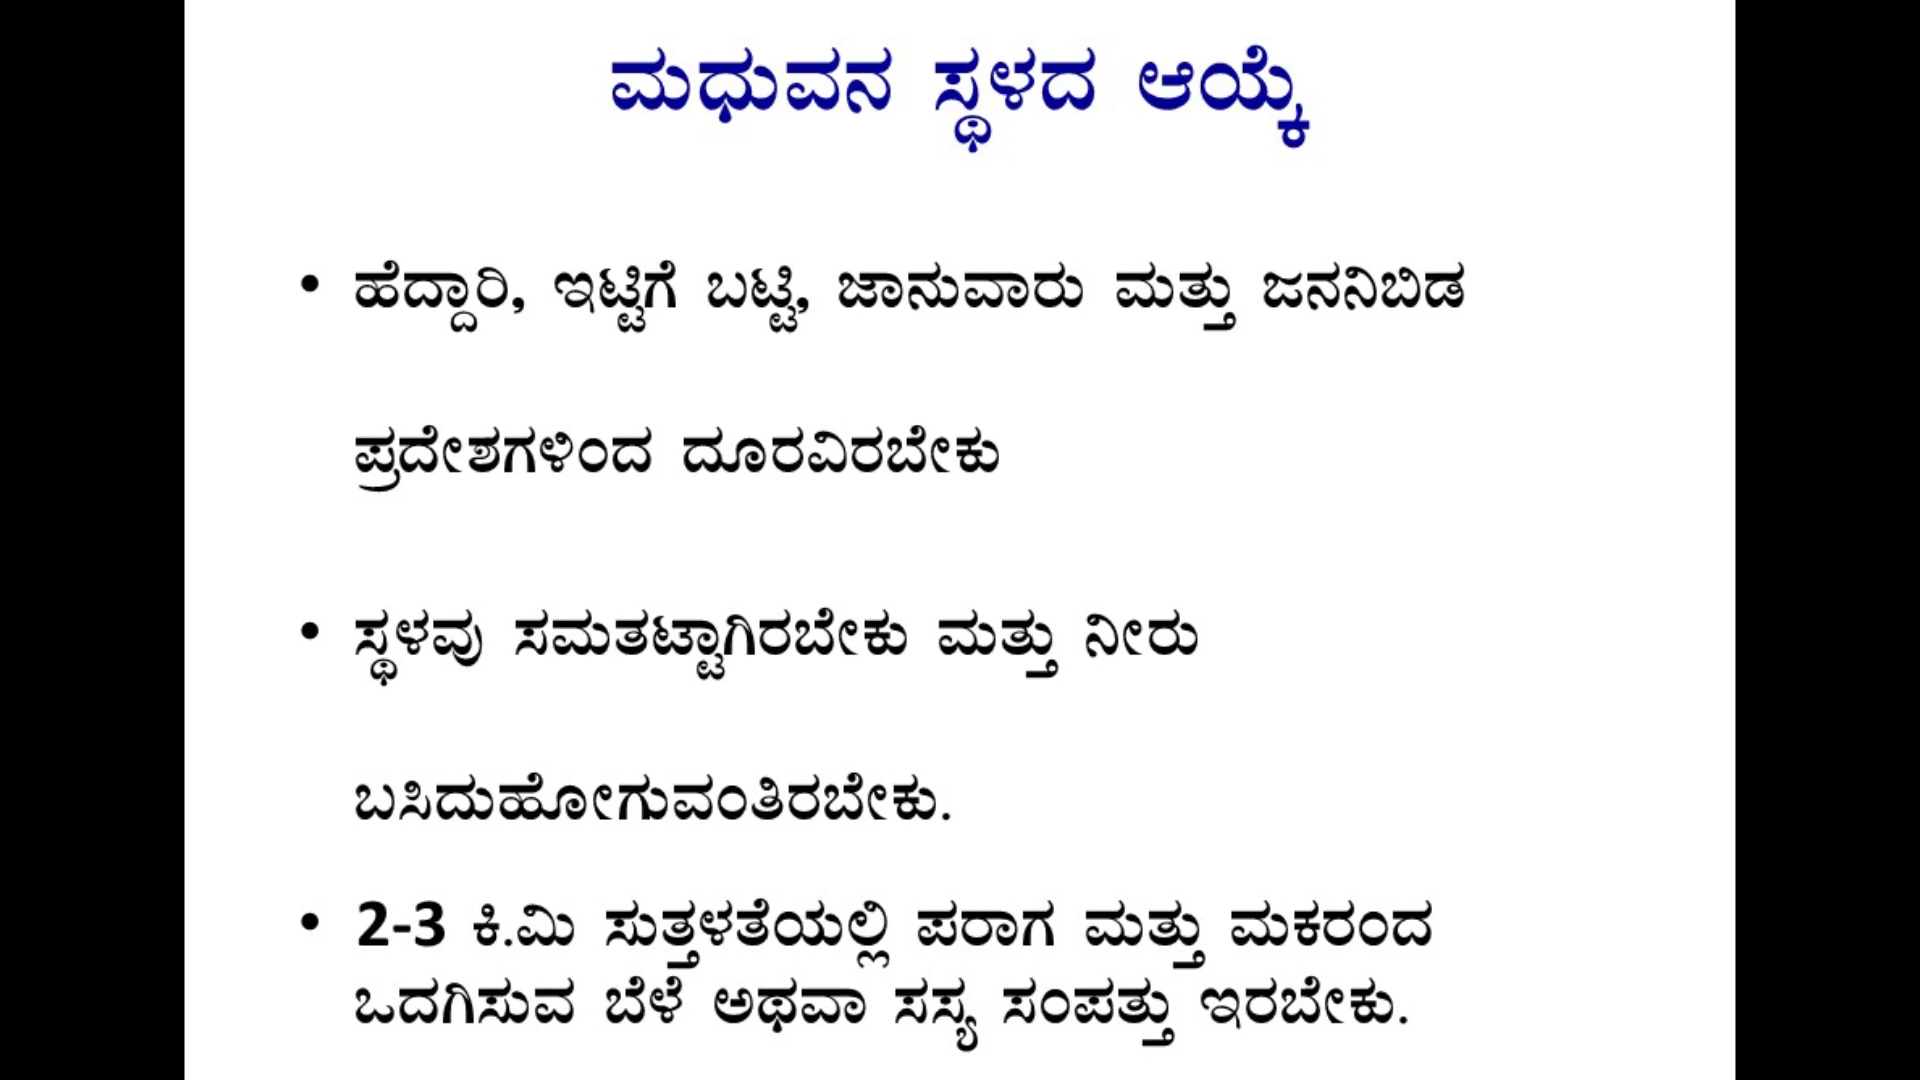 ಮಧುವನ ಸ್ಥಳದ ಆಯ್ಕೆ
• ಹೆದ್ದಾರಿ, ಇಟ್ಟಿಗೆ ಬಟ್ಟಿ, ಜಾನುವಾರು ಮತ್ತು ಜನನಿಬಿಡ
ಪ್ರದೇಶಗಳಿಂದ ದೂರವಿರಬೇಕು
• ಸ್ಥಳವು ಸಮತಟ್ಟಾಗಿರಬೇಕು ಮತ್ತು ನೀರು
ಬಸಿದುಹೋಗುವಂತಿರಬೇಕು.
• 2-3 ಕಿ.ಮಿ ಸುತ್ತಳತೆಯಲ್ಲಿ ಪರಾಗ ಮತ್ತು ಮಕರಂದ
ಒದಗಿಸುವ ಬೆಳೆ ಅಥವಾ ಸಸ್ಯ ಸಂಪತ್ತು ಇರಬೇಕು.